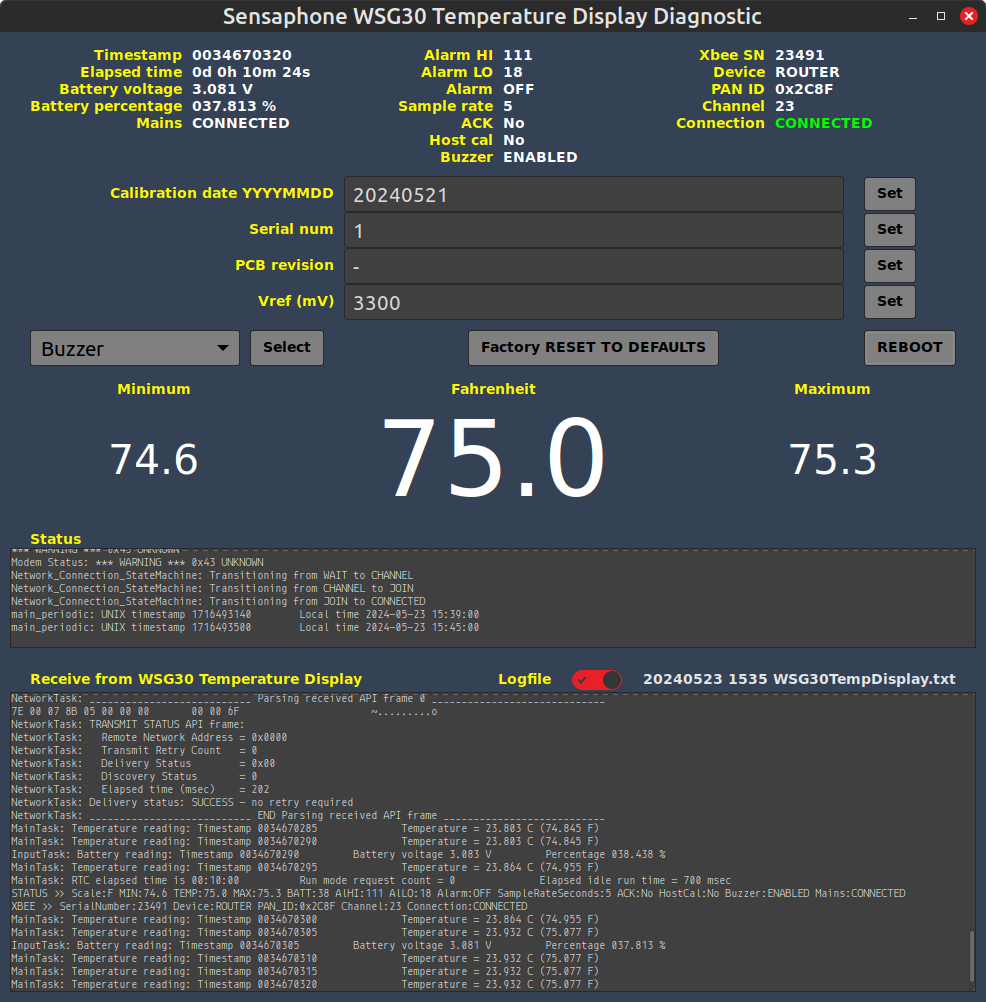 Sensaphone WSG30 Temperature Display Diagnostic
Timestamp 0034670320 Alarm HI 111 Xbee SN 23491
Elapsed time 0d 0h 10m 24s Alarm LO 18 Device ROUTER
Battery voltage 3.081 V Alarm OFF PAN ID 0x2C8F
Battery percentage 037.813 % Sample rate 5 Channel 23
Mains CONNECTED ACK No Connection CONNECTED
Host cal No
Buzzer ENABLED
Calibration date YYYYMMDD 20240521 Set
Serial num 1 Set
PCB revision - Set
Vref (mV) 3300 Set
Buzzer Select Factory RESET TO DEFAULTS REBOOT
Minimum Fahrenheit Maximum
74.6 75.0 75.3
Status
*** WARNING *** 0x43 UNKNOWN
Modem Status: *** WARNING *** 0x43 UNKNOWN
Network_Connection_StateMachine: Transitioning from WAIT to CHANNEL
Network_Connection_StateMachine: Transitioning from CHANNEL to JOIN
Network_Connection_StateMachine: Transitioning from JOIN to CONNECTED
main_periodic: UNIX timestamp 1716493140 Local time 2024-05-23 15:39:00
main_periodic: UNIX timestamp 1716493500 Local time 2024-05-23 15:45:00
Receive from WSG30 Temperature Display Logfile 20240523 1535 WSG30TempDisplay.txt
NetworkTask: ___________________________ Parsing received API frame 0 _____________________________
7E 00 07 8B 05 00 00 00 00 00 6F ~.........o
NetworkTask: TRANSMIT STATUS API frame:
NetworkTask: Remote Network Address = 0x0000
NetworkTask: Transmit Retry Count = 0
NetworkTask: Delivery Status = 0x00
NetworkTask: Discovery Status = 0
NetworkTask: Elapsed time (msec) = 202
NetworkTask: Delivery status: SUCCESS - no retry required
NetworkTask: ___________________________ END Parsing received API frame ___________________________
MainTask: Temperature reading: Timestamp 0034670285 Temperature = 23.803 C (74.845 F)
MainTask: Temperature reading: Timestamp 0034670290 Temperature = 23.803 C (74.845 F)
InputTask: Battery reading: Timestamp 0034670290 Battery voltage 3.083 V Percentage 038.438 %
MainTask: Temperature reading: Timestamp 0034670295 Temperature = 23.864 C (74.955 F)
MainTask: RTC elapsed time is 00:10:00 Run mode request count = 0 Elapsed idle run time = 700 msec
STATUS >> Scale:F MIN:74.6 TEMP:75.0 MAX:75.3 BATT:38 AlHI:111 AlLO:18 Alarm:OFF SampleRateSeconds:5 ACK:No HostCal:No Buzzer:ENABLED Mains:CONNECTED
XBEE >> SerialNumber:23491 Device:ROUTER PAN_ID:0x2C8F Channel:23 Connection:CONNECTED
MainTask: Temperature reading: Timestamp 0034670300 Temperature = 23.864 C (74.955 F)
MainTask: Temperature reading: Timestamp 0034670305 Temperature = 23.932 C (75.077 F)
InputTask: Battery reading: Timestamp 0034670305 Battery voltage 3.081 V Percentage 037.813 %
MainTask: Temperature reading: Timestamp 0034670310 Temperature = 23.932 C (75.077 F)
MainTask: Temperature reading: Timestamp 0034670315 Temperature = 23.932 C (75.077 F)
MainTask: Temperature reading: Timestamp 0034670320 Temperature = 23.932 C (75.077 F)